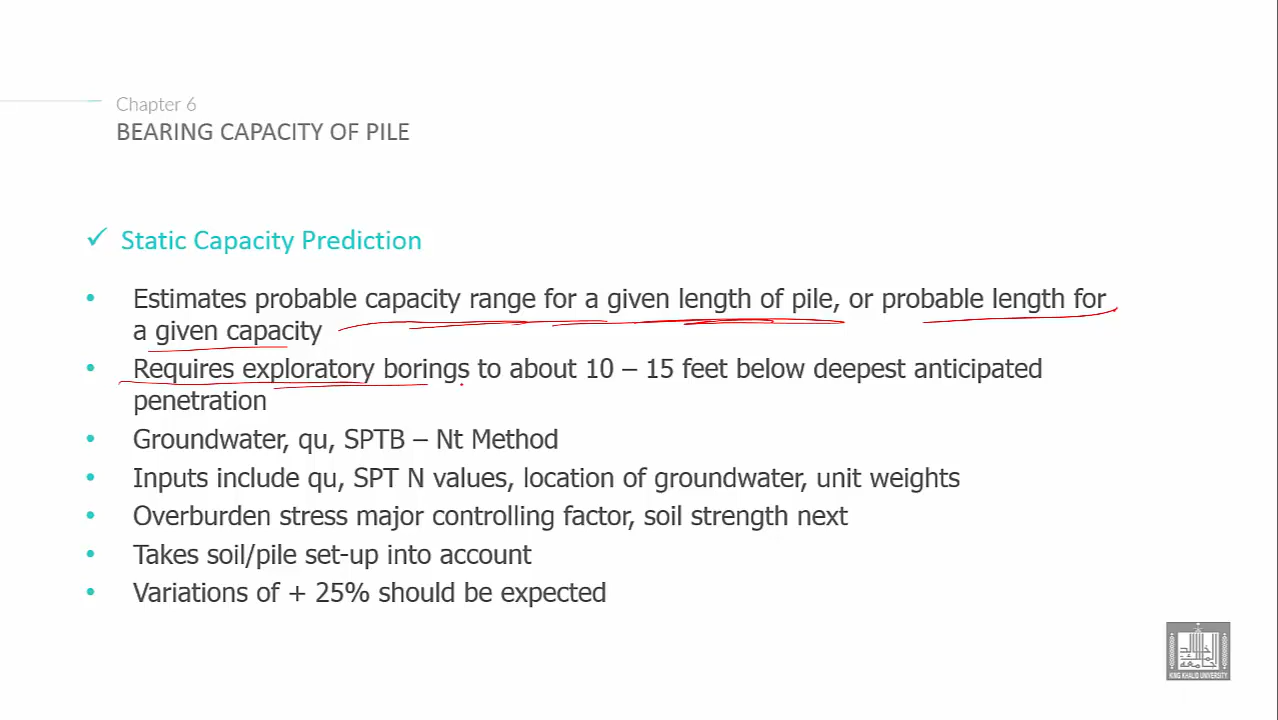 Chapter 6
BEARING CAPACITY OF PILE
✓ Static Capacity Prediction
• Estimates probable capacity range for a given length of pile, or probable length for
a given capacity
• Requires exploratory borings to about 10 – 15 feet below deepest anticipated
penetration
• Groundwater, qu, SPTB – Nt Method
• Inputs include qu, SPT N values, location of groundwater, unit weights
• Overburden stress major controlling factor, soil strength next
• Takes soil/pile set-up into account
• Variations of + 25% should be expected
KING KHALID UNIVERSITY